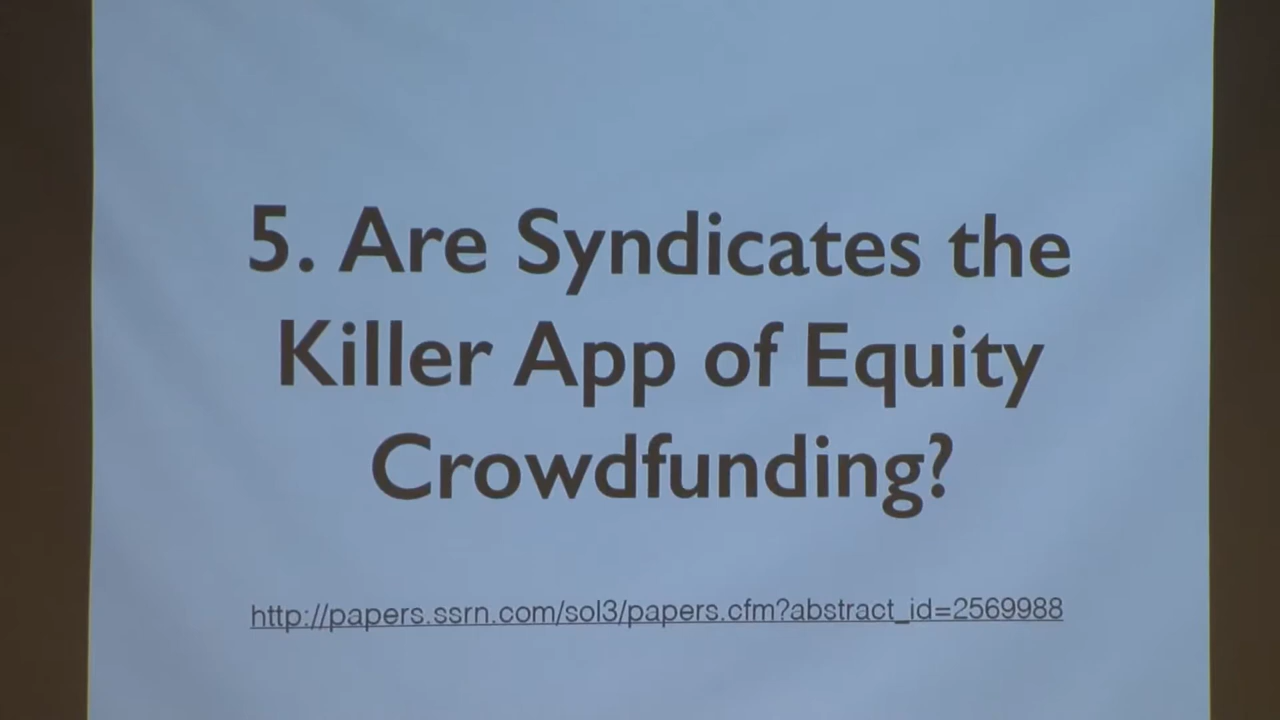 5. Are Syndicates the
Killer App of Equity
Crowdfunding?
http://papers.ssrn.com/sol3/papers.cfm?abstract_id=2569988